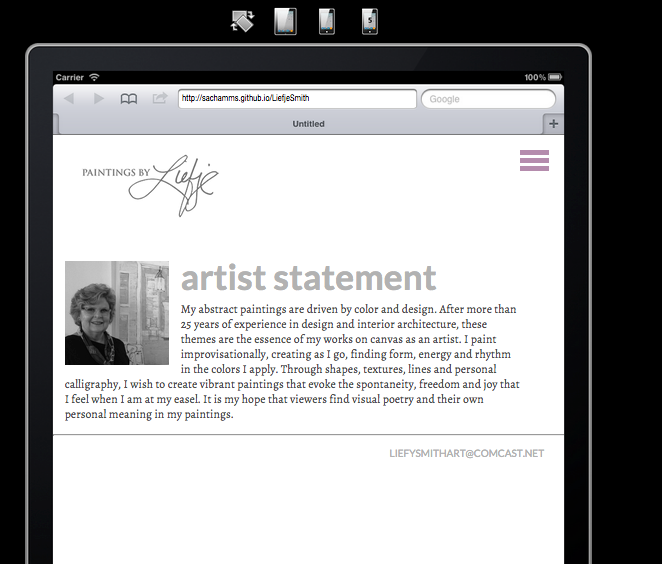 5
Carrier 100%
http://sachamms.github.io/LiefjeSmith Google
Untitled +
PAINTINGS BY Liefje
artist statement
My abstract paintings are driven by color and design. After more than
25 years of experience in design and interior architecture, these
themes are the essence of my works on canvas as an artist. I paint
improvisationally, creating as I go, finding form, energy and rhythm
in the colors I apply. Through shapes, textures, lines and personal
calligraphy, I wish to create vibrant paintings that evoke the spontaneity, freedom and joy that
I feel when I am at my easel. It is my hope that viewers find visual poetry and their own
personal meaning in my paintings.
LIEFYSMITHART@COMCAST.NET